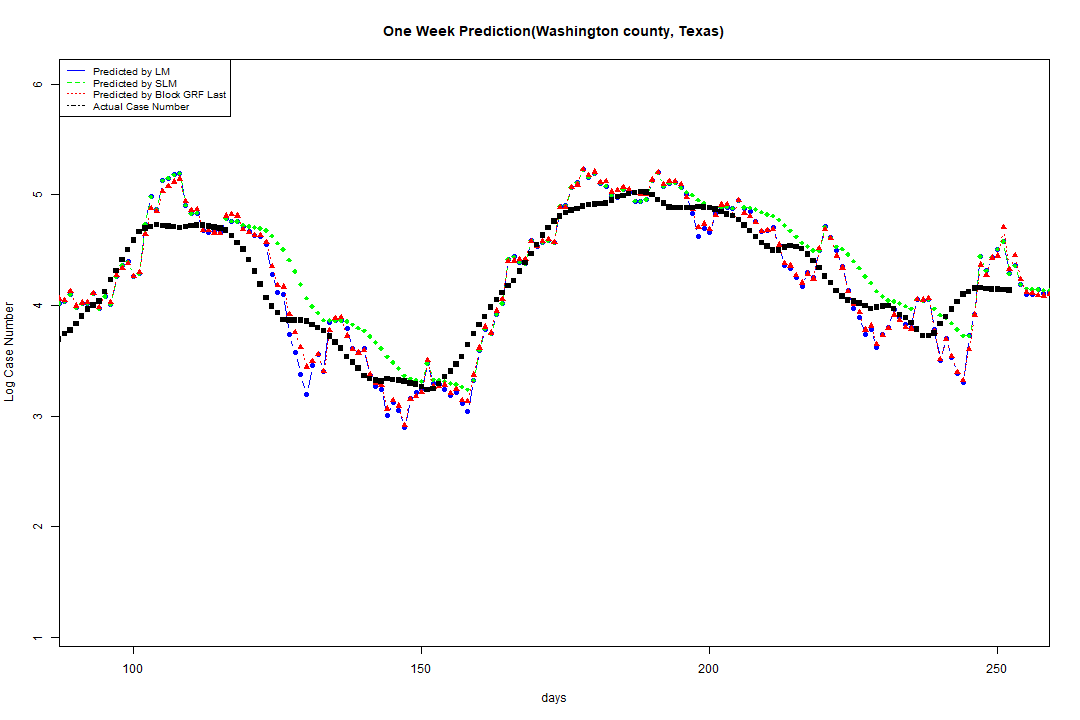 One Week Prediction(Washington county, Texas)
Predicted by LM
Predicted by SLM
Predicted by Block GRF Last
Actual Case Number
6
5
4
3
2
1
Log Case Number
100 150 200 250
days